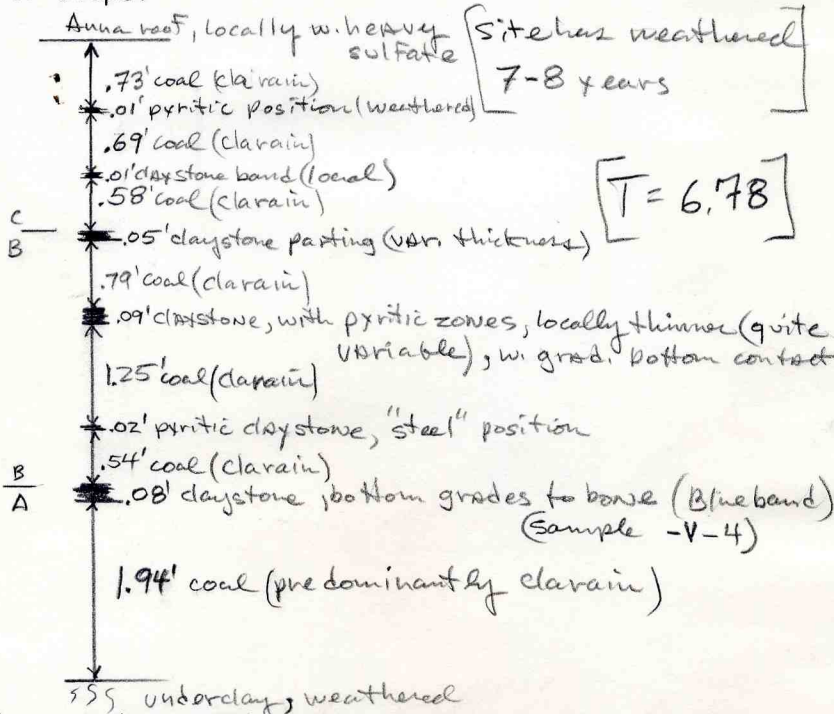 Anna roof, locally w. heavy
sulfate
[Site has weathered
7-8 years]
.73' coal (clarain)
.01' pyritic position (weathered)
.69' coal (clarain)
.01' claystone band (local)
.58' coal (clarain)
[T = 6.78]
C
B
.05' claystone parting (var. thickness)
.79' coal (clarain)
.09' claystone, with pyritic zones, locally thinner (quite
variable), w. grad. bottom contact
1.25' coal (clarain)
.02' pyritic claystone, "steel" position
.54' coal (clarain)
B
A
.08' claystone, bottom grades to bone (Blueband)
(Sample -V-4)
1.94' coal (predominantly clarain)
underclay, weathered